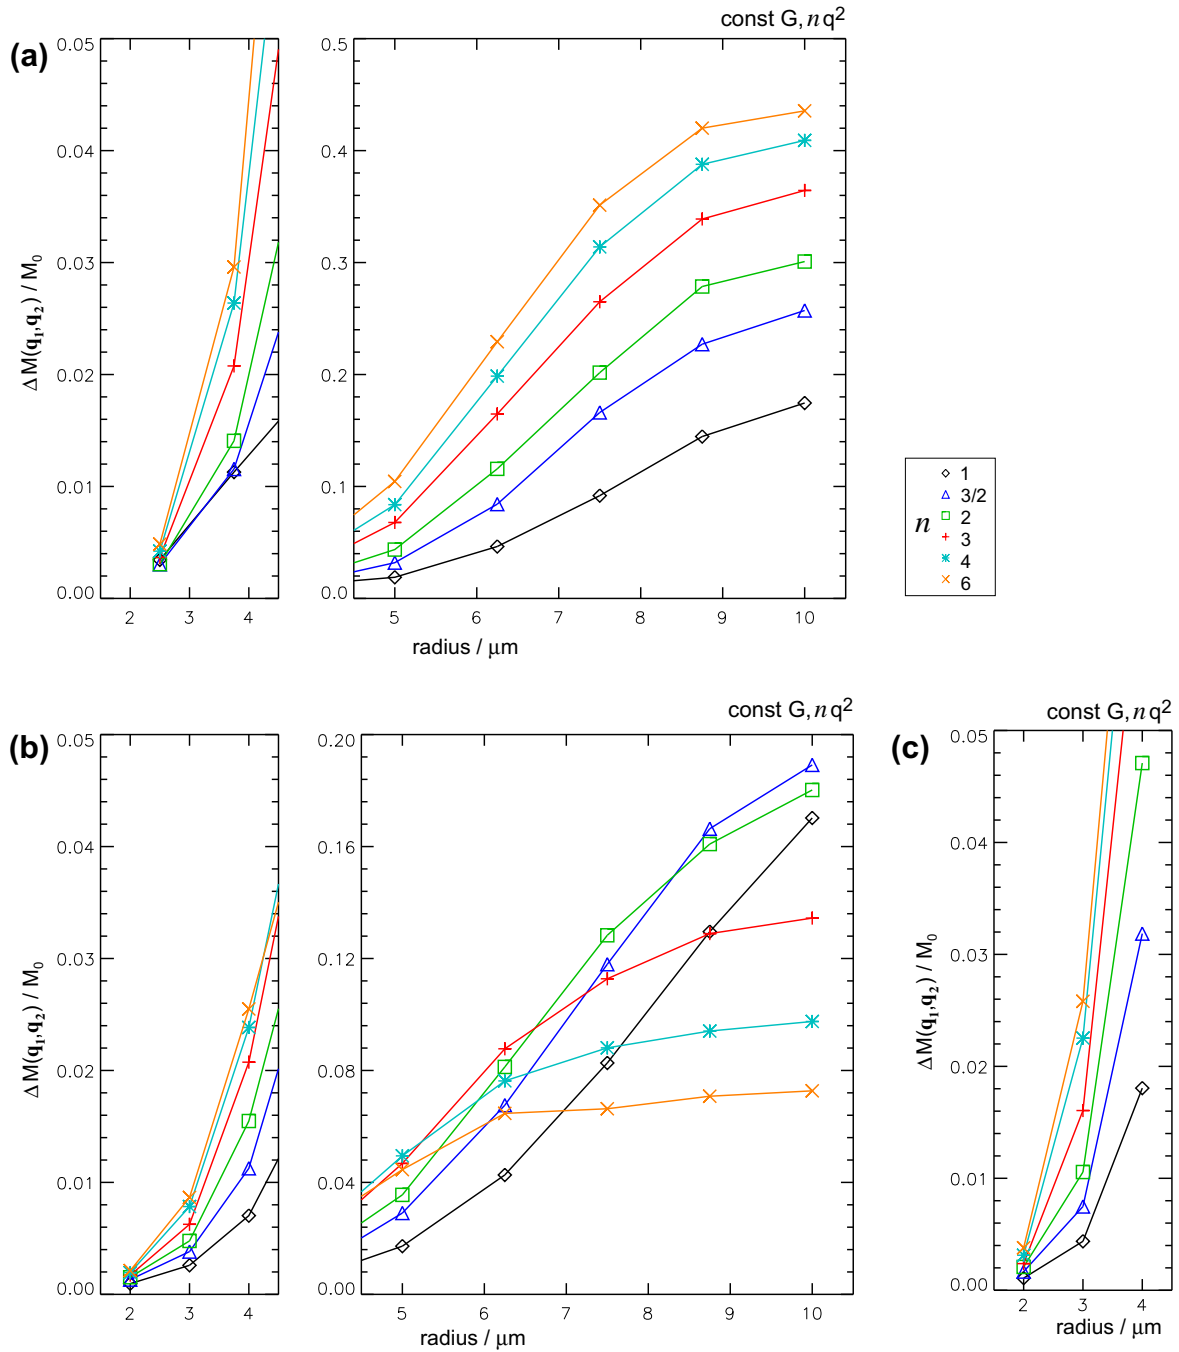 const G, n q²
(a)
0.05
0.04
0.03
0.02
0.01
0.00
0.5
0.4
0.3
0.2
0.1
0.0
ΔM(q₁,q₂) / M₀
2 3 4
5 6 7 8 9 10
radius / μm
n
1
3/2
2
3
4
6
const G, n q²
(b)
0.05
0.04
0.03
0.02
0.01
0.00
0.20
0.16
0.12
0.08
0.04
0.00
ΔM(q₁,q₂) / M₀
2 3 4
5 6 7 8 9 10
radius / μm
const G, n q²
(c)
0.05
0.04
0.03
0.02
0.01
0.00
ΔM(q₁,q₂) / M₀
2 3 4
radius / μm